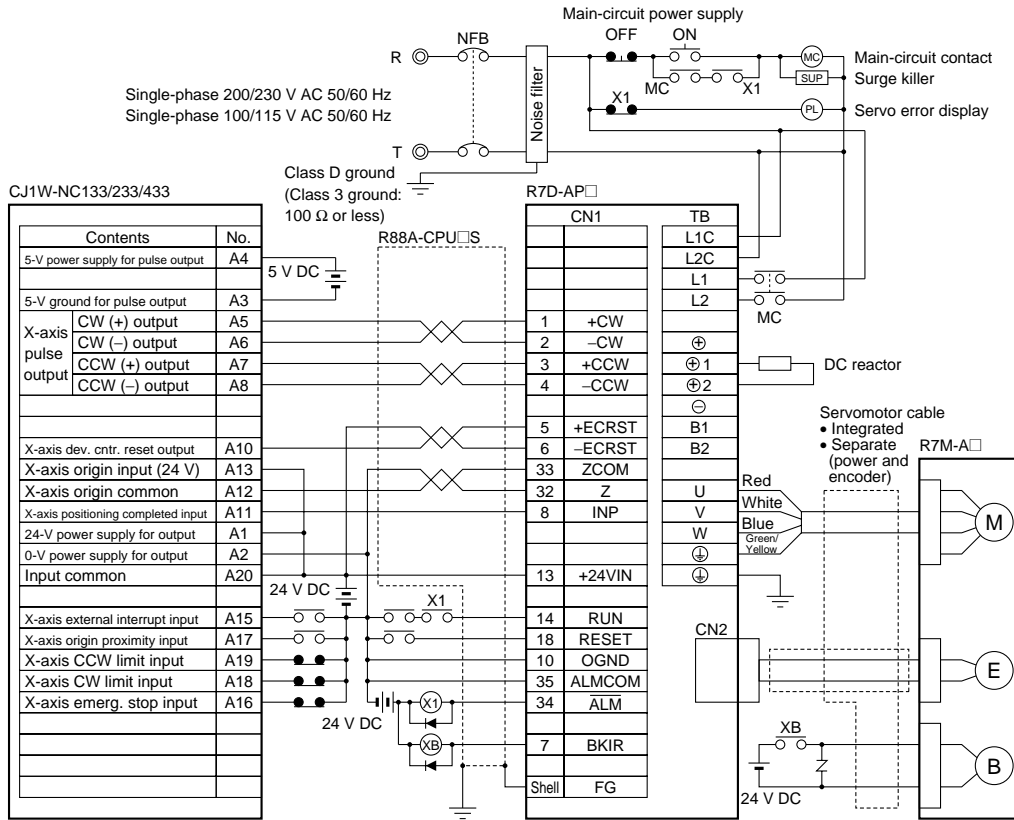 Main-circuit power supply
OFF ON
NFB
R
MC
Main-circuit contact
MC X1
SUP
Surge killer
Single-phase 200/230 V AC 50/60 Hz
Single-phase 100/115 V AC 50/60 Hz
Noise filter
X1
PL
Servo error display
T
Class D ground
(Class 3 ground:
100 Ω or less)
CJ1W-NC133/233/433
R7D-AP□
R88A-CPU□S
CN1 TB
Contents No.
5-V power supply for pulse output A4
5-V ground for pulse output A3
X-axis pulse output
CW (+) output A5
CW (–) output A6
CCW (+) output A7
CCW (–) output A8
X-axis dev. cntr. reset output A10
X-axis origin input (24 V) A13
X-axis origin common A12
X-axis positioning completed input A11
24-V power supply for output A1
0-V power supply for output A2
Input common A20
X-axis external interrupt input A15
X-axis origin proximity input A17
X-axis CCW limit input A19
X-axis CW limit input A18
X-axis emerg. stop input A16
5 V DC
24 V DC
X1
24 V DC
X1
XB
1 +CW
2 –CW
3 +CCW
4 –CCW
5 +ECRST
6 –ECRST
33 ZCOM
32 Z
8 INP
13 +24VIN
14 RUN
18 RESET
10 OGND
35 ALMCOM
34 ALM
7 BKIR
Shell FG
L1C
L2C
L1
L2
MC
⊕
⊕ 1
⊕ 2
⊖
B1
B2
U
V
W
DC reactor
Servomotor cable
• Integrated
• Separate
(power and
encoder)
R7M-A□
Red
White
Blue
Green/
Yellow
M
CN2
E
XB
24 V DC
B